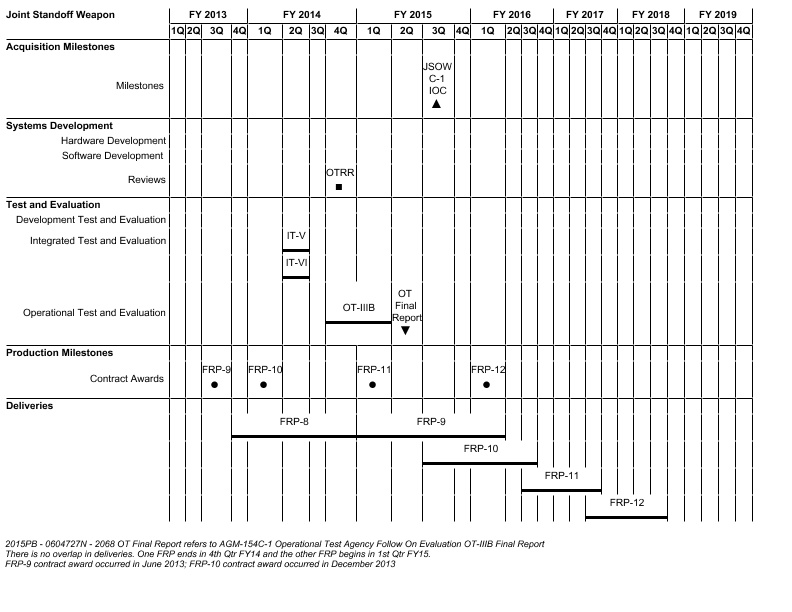 Joint Standoff Weapon FY 2013 FY 2014 FY 2015 FY 2016 FY 2017 FY 2018 FY 2019
1Q 2Q 3Q 4Q 1Q 2Q 3Q 4Q 1Q 2Q 3Q 4Q 1Q 2Q 3Q 4Q 1Q 2Q 3Q 4Q 1Q 2Q 3Q 4Q 1Q 2Q 3Q 4Q
Acquisition Milestones
JSOW
C-1
IOC
Milestones
Systems Development
Hardware Development
Software Development
OTRR
Reviews
Test and Evaluation
Development Test and Evaluation
IT-V
Integrated Test and Evaluation
IT-VI
OT
Final
Report
OT-IIIB
Operational Test and Evaluation
Production Milestones
FRP-9 FRP-10 FRP-11 FRP-12
Contract Awards
Deliveries
FRP-8 FRP-9
FRP-10
FRP-11
FRP-12
2015PB - 0604727N - 2068 OT Final Report refers to AGM-154C-1 Operational Test Agency Follow On Evaluation OT-IIIB Final Report
There is no overlap in deliveries. One FRP ends in 4th Qtr FY14 and the other FRP begins in 1st Qtr FY15.
FRP-9 contract award occurred in June 2013; FRP-10 contract award occurred in December 2013